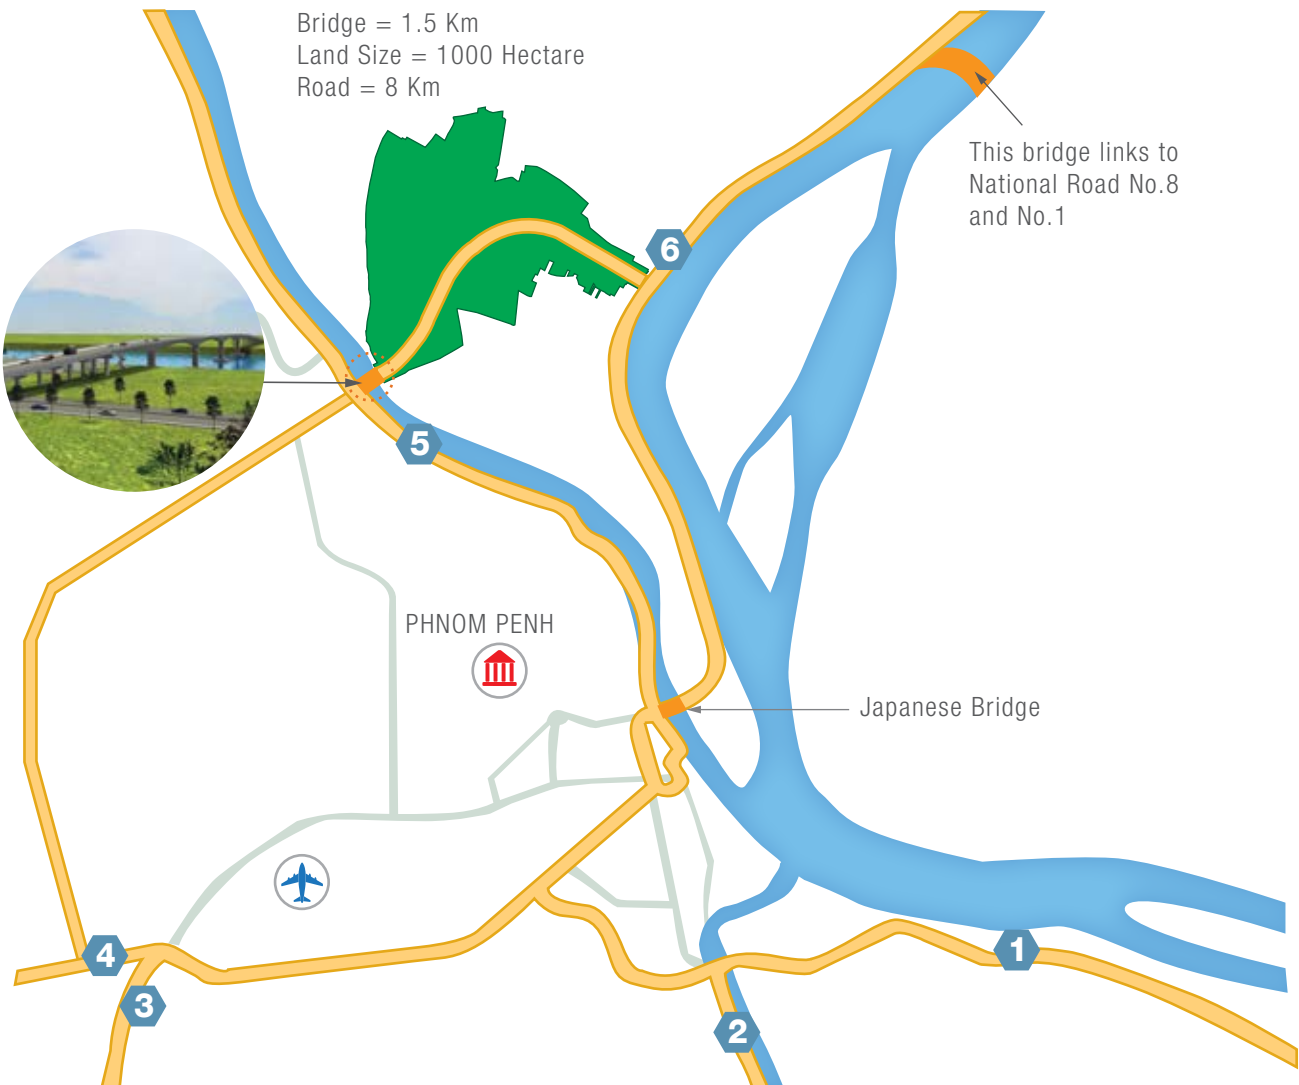 Bridge = 1.5 Km
Land Size = 1000 Hectare
Road = 8 Km
This bridge links to
National Road No.8
and No.1
6
5
PHNOM PENH
Japanese Bridge
4
1
3
2